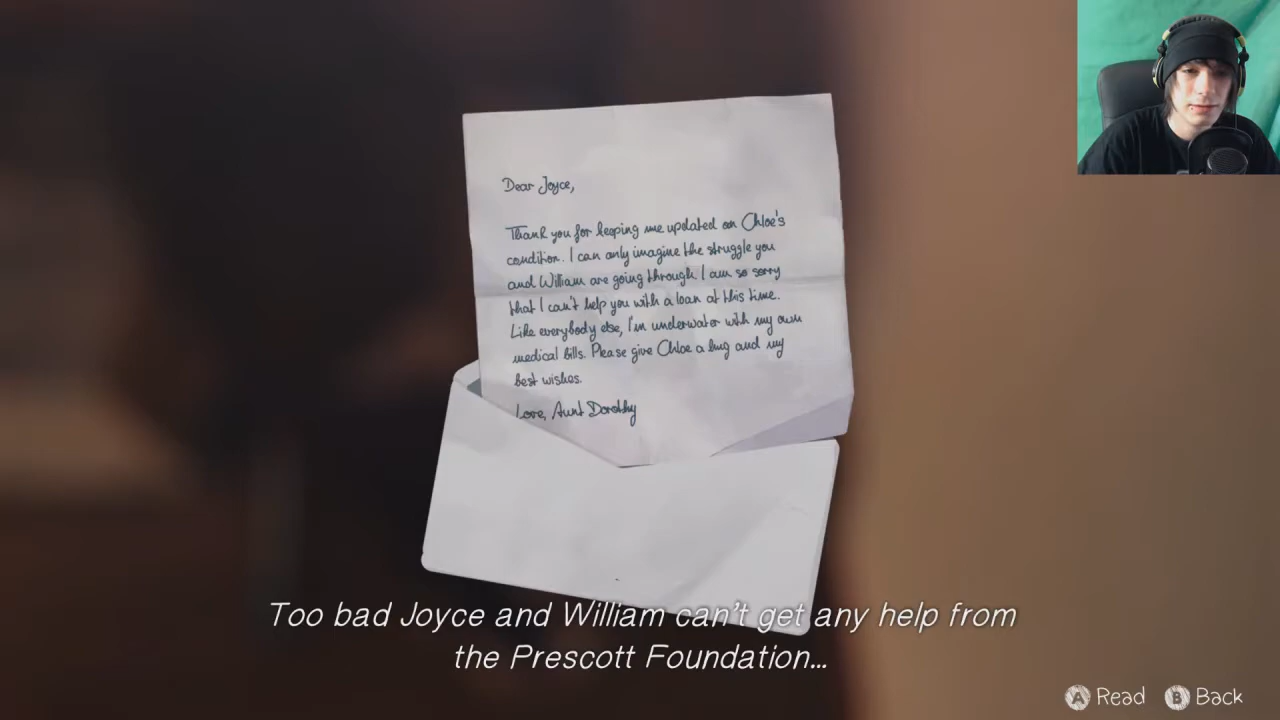 Dear Joyce,
Thank you for keeping me updated on Chloe's
condition. I can only imagine the struggle you
and William are going through. I am so sorry
that I can't help you with a loan at this time.
Like everybody else, I'm underwater with my own
medical bills. Please give Chloe a hug and my
best wishes.
Love, Aunt Dorothy
Too bad Joyce and William can't get any help from
the Prescott Foundation...
A Read B Back